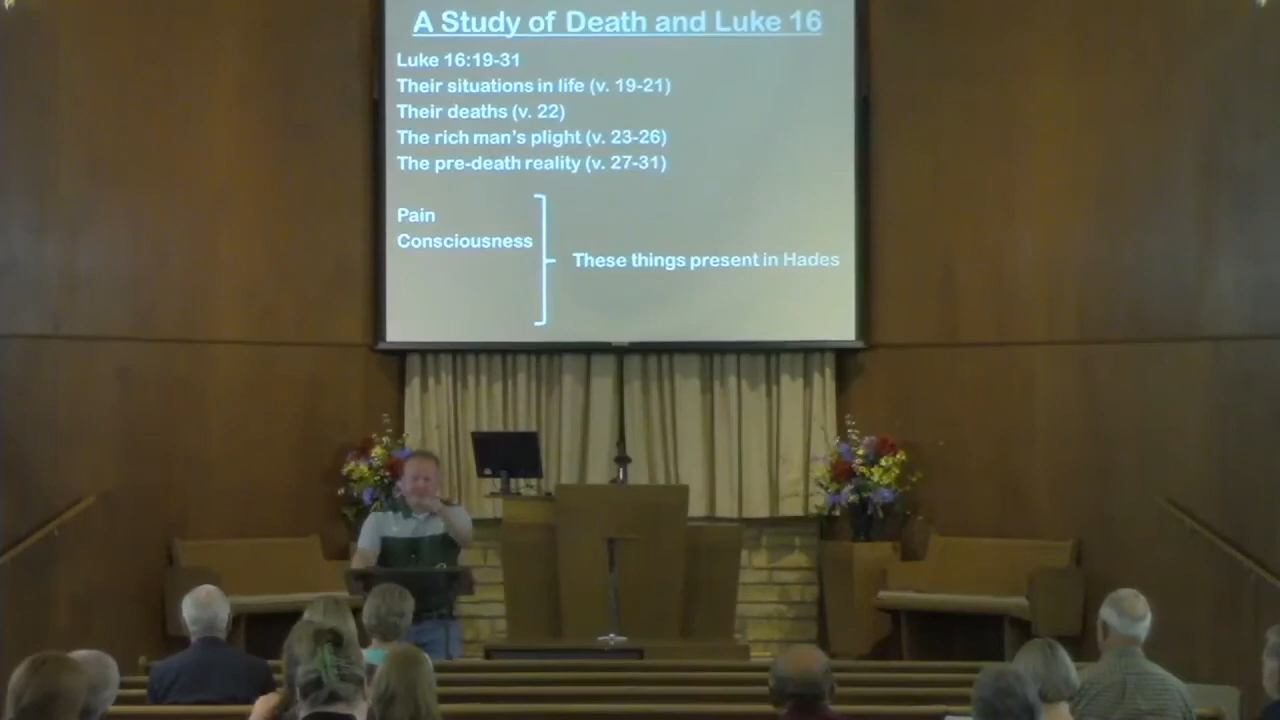 A Study of Death and Luke 16
Luke 16:19-31
Their situations in life (v. 19-21)
Their deaths (v. 22)
The rich man's plight (v. 23-26)
The pre-death reality (v. 27-31)
Pain
Consciousness
These things present in Hades